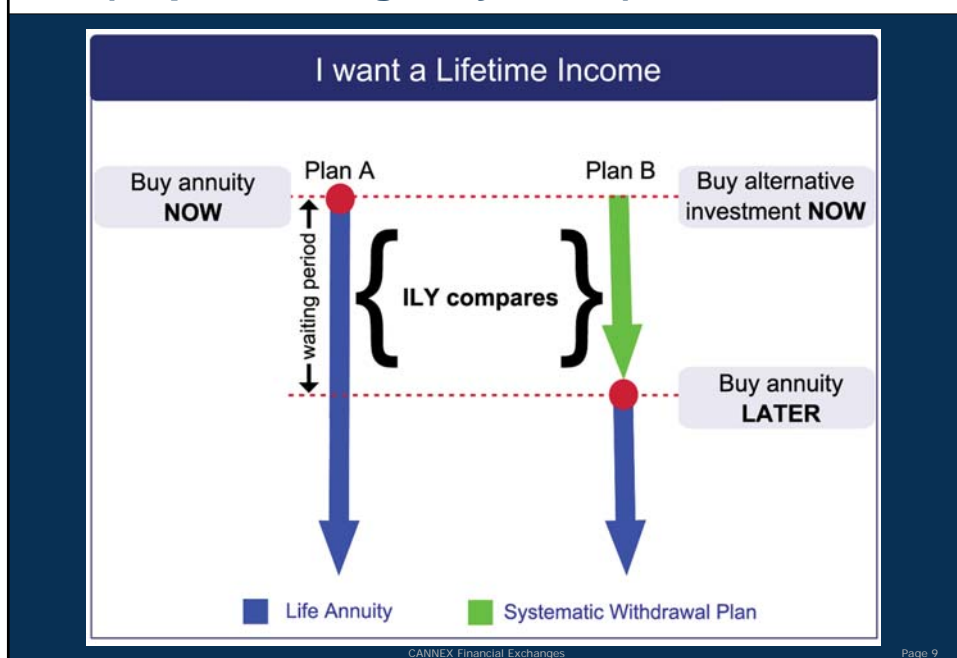 I want a Lifetime Income
Plan A
Plan B
Buy annuity
NOW
Buy alternative
investment NOW
waiting period
ILY compares
Buy annuity
LATER
Life Annuity
Systematic Withdrawal Plan
CANNEX Financial Exchanges
Page 9